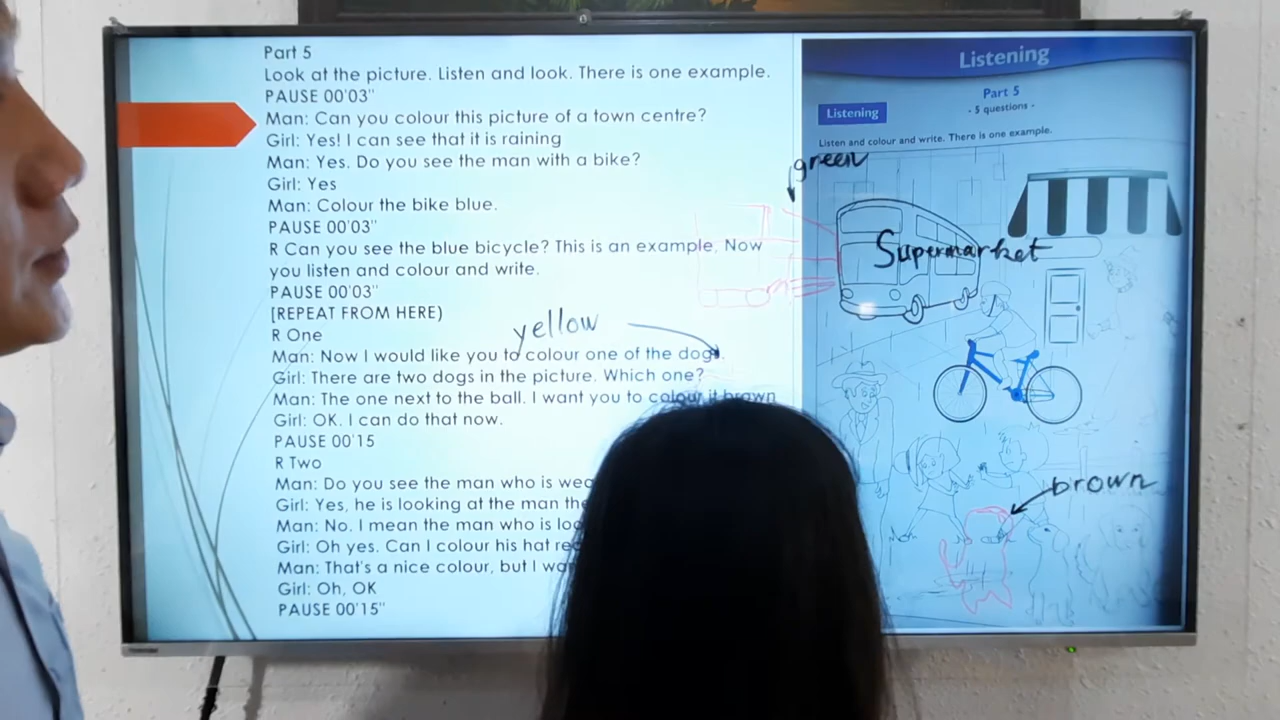 Part 5
Look at the picture. Listen and look. There is one example.
PAUSE 00'03"
Man: Can you colour this picture of a town centre?
Girl: Yes! I can see that it is raining
Man: Yes. Do you see the man with a bike?
Girl: Yes
Man: Colour the bike blue.
PAUSE 00'03"
R Can you see the blue bicycle? This is an example. Now
you listen and colour and write.
PAUSE 00'03"
[REPEAT FROM HERE)
R One
yellow
Man: Now I would like you to colour one of the dogs.
Girl: There are two dogs in the picture. Which one?
Man: The one next to the ball. I want you to colour it brown
Girl: OK. I can do that now.
PAUSE 00'15
R Two
Man: Do you see the man who is
Girl: Yes, he is looking at the man
Man: No. I mean the man who is
Girl: Oh yes. Can I colour his hat
Man: That's a nice colour, but I
Girl: Oh, OK
PAUSE 00'15"
Listening
Part 5
- 5 questions -
Listening
Listen and colour and write. There is one example.
green
Supermarket
brown